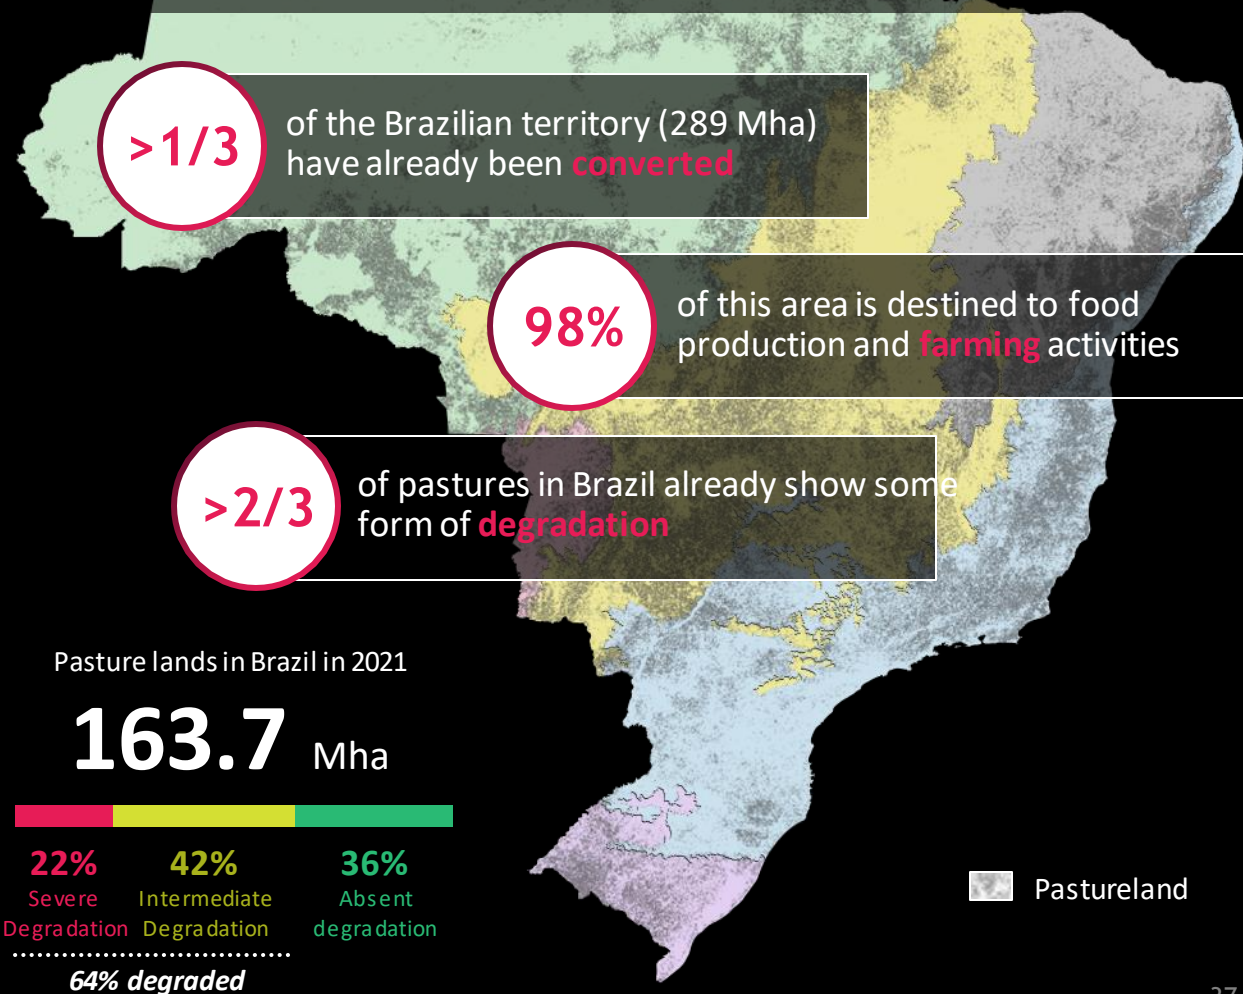 >1/3
of the Brazilian territory (289 Mha)
have already been converted
98%
of this area is destined to food
production and farming activities
>2/3
of pastures in Brazil already show some
form of degradation
Pasture lands in Brazil in 2021
163.7 Mha
22%
Severe
Degradation
42%
Intermediate
Degradation
36%
Absent
degradation
64% degraded
Pastureland
37